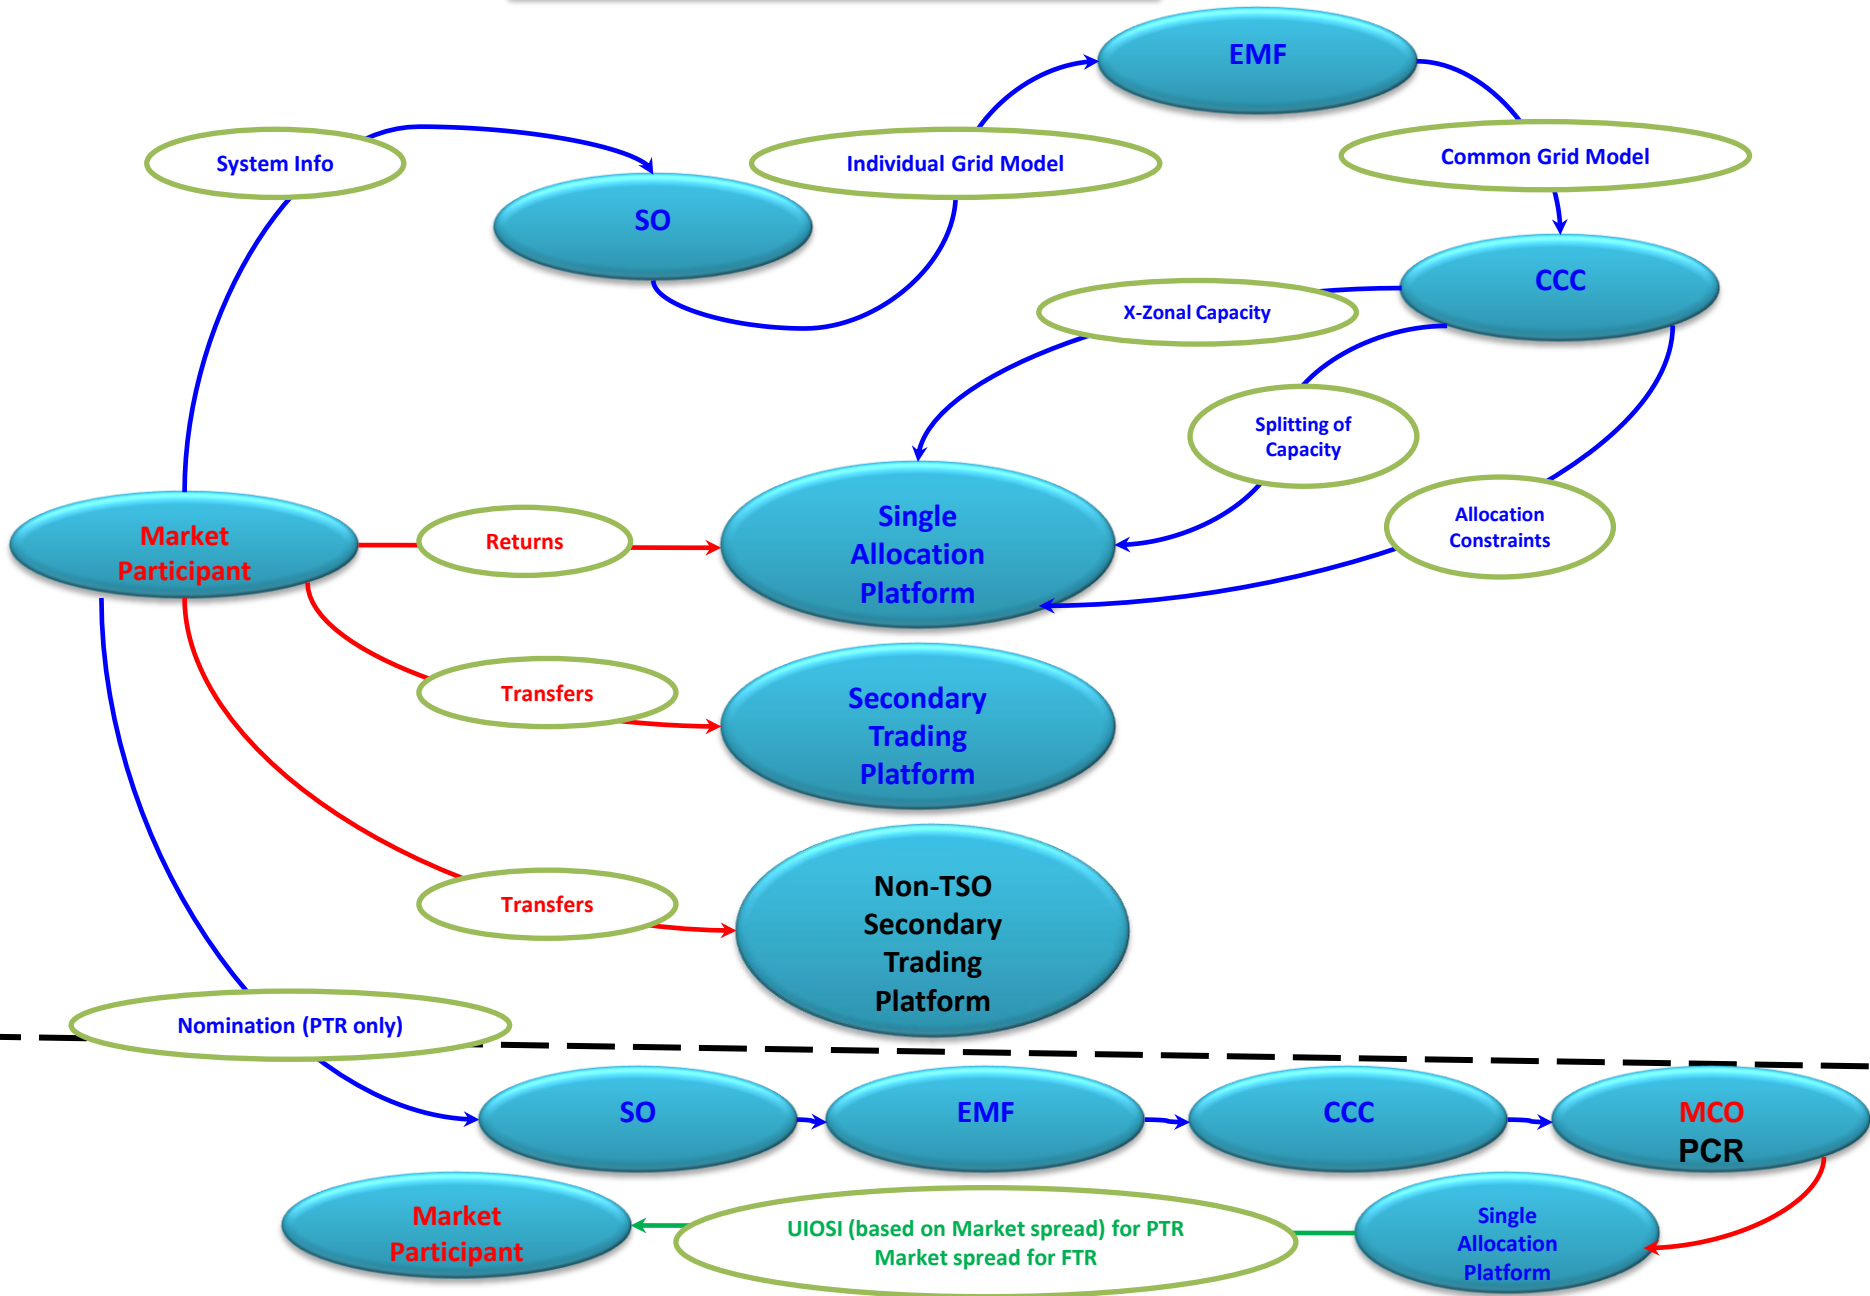 EMF
System Info
Individual Grid Model
Common Grid Model
SO
CCC
X-Zonal Capacity
Splitting of
Capacity
Allocation
Constraints
Market
Participant
Returns
Single
Allocation
Platform
Transfers
Secondary
Trading
Platform
Transfers
Non-TSO
Secondary
Trading
Platform
Nomination (PTR only)
SO
EMF
CCC
MCO
PCR
Market
Participant
UIOSI (based on Market spread) for PTR
Market spread for FTR
Single
Allocation
Platform